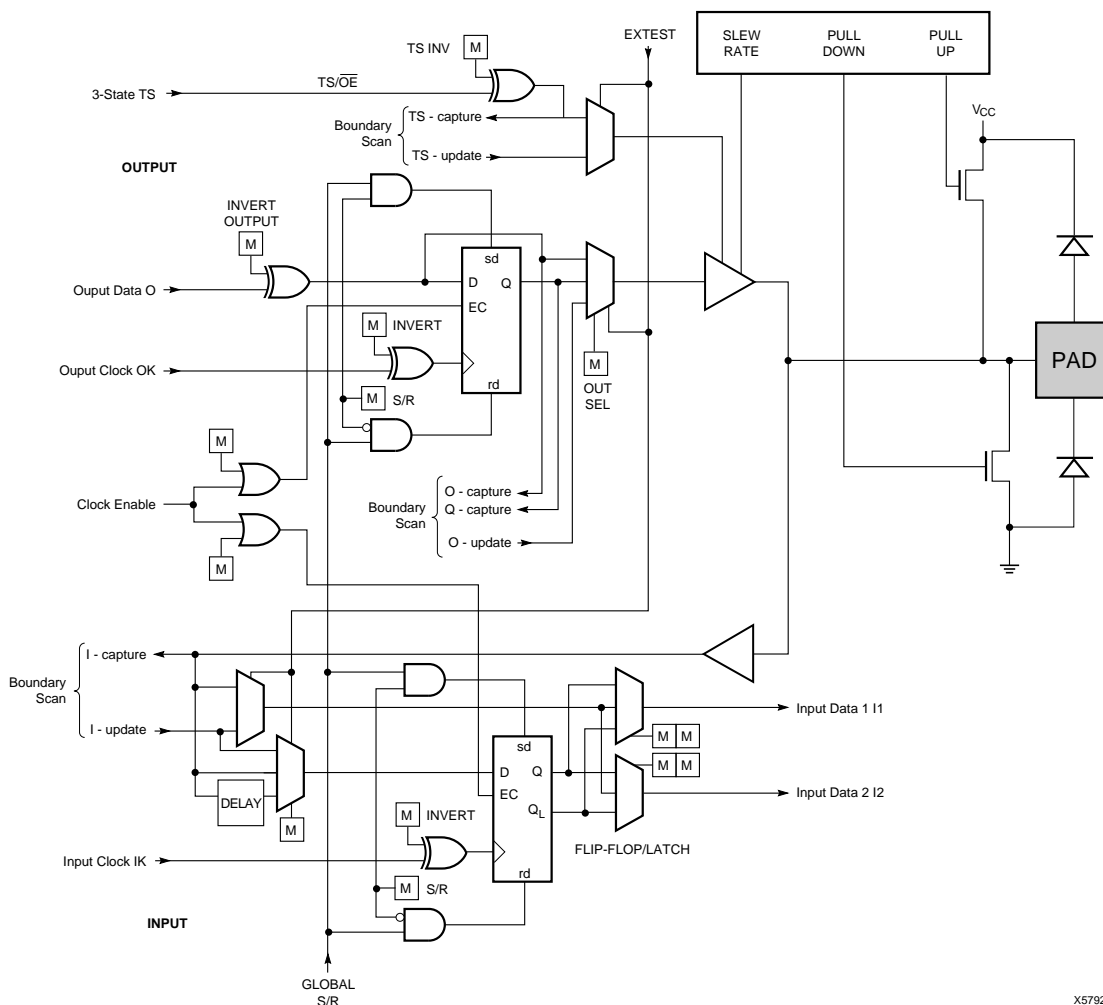 EXTEST
SLEW
RATE
PULL
DOWN
PULL
UP
TS INV
M
TS/OE
3-State TS
TS - capture
Boundary
Scan
TS - update
VCC
OUTPUT
INVERT
OUTPUT
M
sd
D
Q
Ouput Data O
EC
M
INVERT
PAD
Ouput Clock OK
M
rd
OUT
SEL
M
S/R
M
Clock Enable
O - capture
Q - capture
Boundary
Scan
O - update
M
I - capture
Boundary
Scan
I - update
Input Data 1 I1
M M
sd
D
Q
M M
DELAY
EC
Input Data 2 I2
QL
M
M
INVERT
FLIP-FLOP/LATCH
Input Clock IK
rd
M
S/R
INPUT
GLOBAL
S/R
X5792